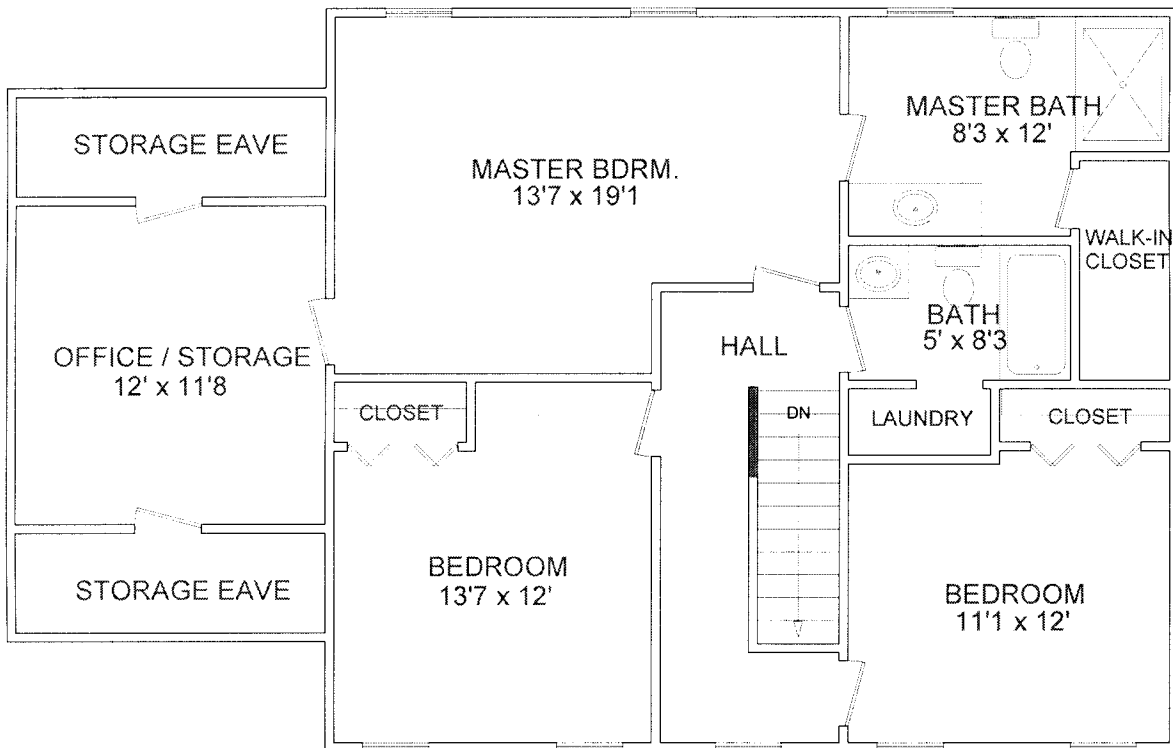 STORAGE EAVE
MASTER BDRM.
13'7 x 19'1
MASTER BATH
8'3 x 12'
WALK-IN
CLOSET
OFFICE / STORAGE
12' x 11'8
HALL
BATH
5' x 8'3
CLOSET
DN
LAUNDRY
CLOSET
STORAGE EAVE
BEDROOM
13'7 x 12'
BEDROOM
11'1 x 12'